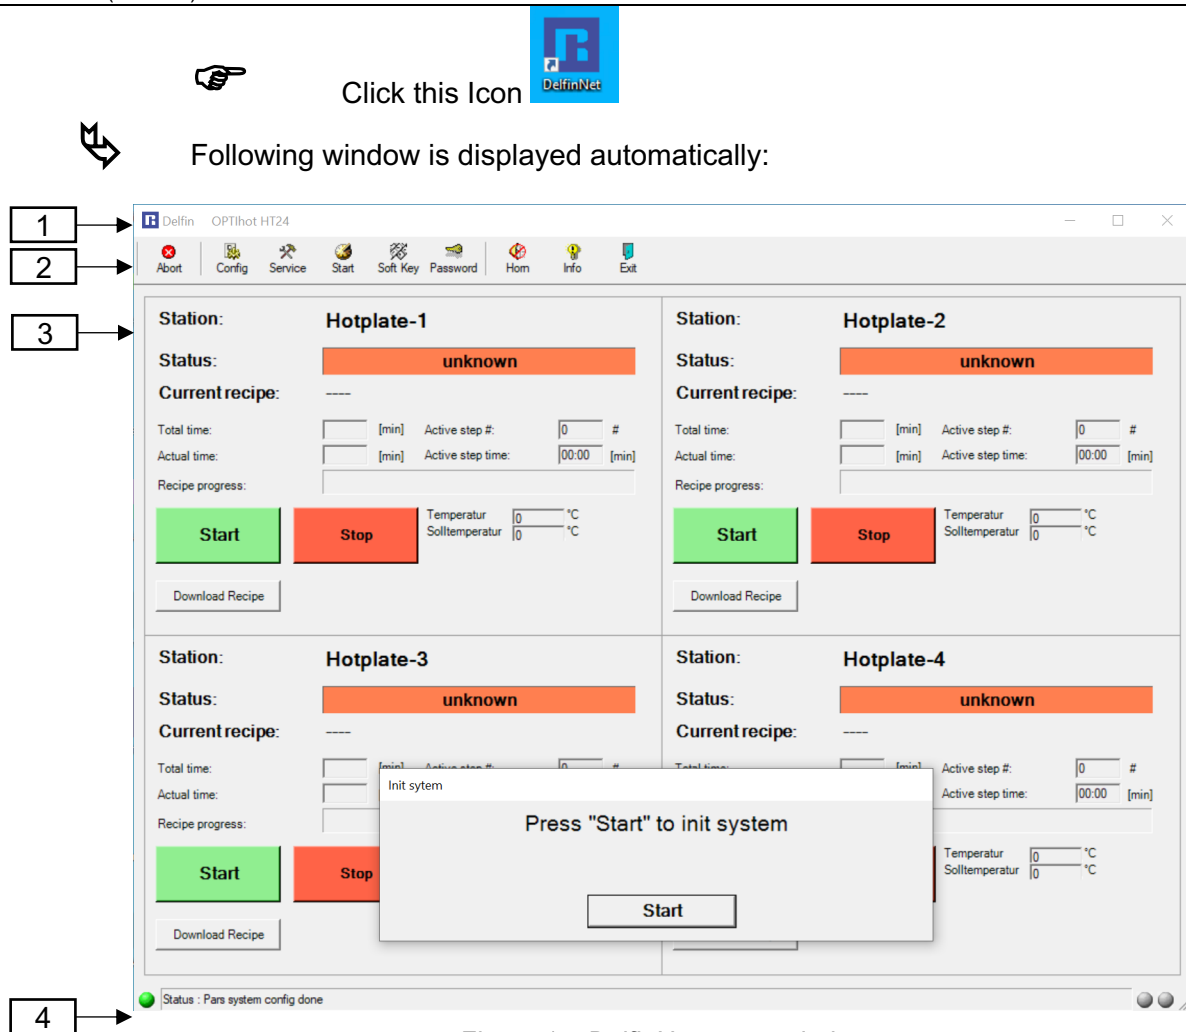 Click this Icon
DelfinNet
Following window is displayed automatically:
1
Delfin OPTIhot HT24
2
Abort Config Service Start Soft Key Password Horn Info Exit
3
Station: Hotplate-1
Status: unknown
Current recipe: ----
Total time: [min] Active step #: 0 #
Actual time: [min] Active step time: 00:00 [min]
Recipe progress:
Start Stop
Temperatur 0 °C
Solltemperatur 0 °C
Download Recipe
Station: Hotplate-2
Status: unknown
Current recipe: ----
Total time: [min] Active step #: 0 #
Actual time: [min] Active step time: 00:00 [min]
Recipe progress:
Start Stop
Temperatur 0 °C
Solltemperatur 0 °C
Download Recipe
Station: Hotplate-3
Status: unknown
Current recipe: ----
Total time: [min] Active step #: 0 #
Actual time:
Recipe progress:
Start Stop
Download Recipe
Station: Hotplate-4
Status: unknown
Current recipe: ----
Total time: [min] Active step #: 0 #
Active step time: 00:00 [min]
Temperatur 0 °C
Solltemperatur 0 °C
Init sytem
Press "Start" to init system
Start
4
Status : Pars system config done